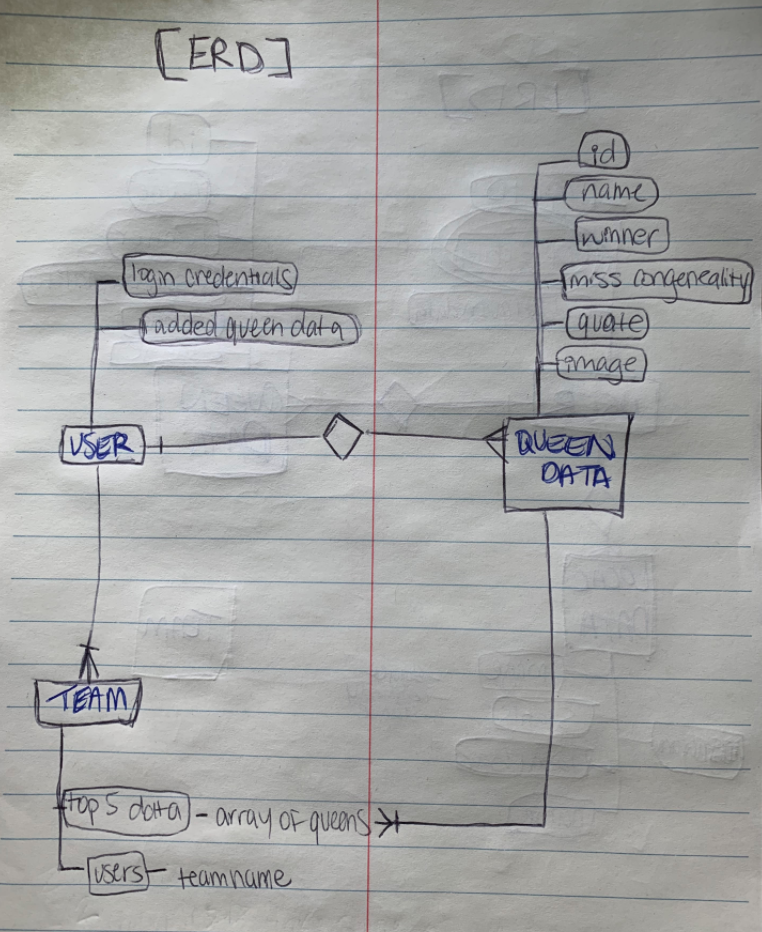 [ERD]
id
name
winner
miss congeneality
quote
image
login credentials
added queen data
USER
QUEEN
DATA
TEAM
top 5 data - array of queens
users - teamname